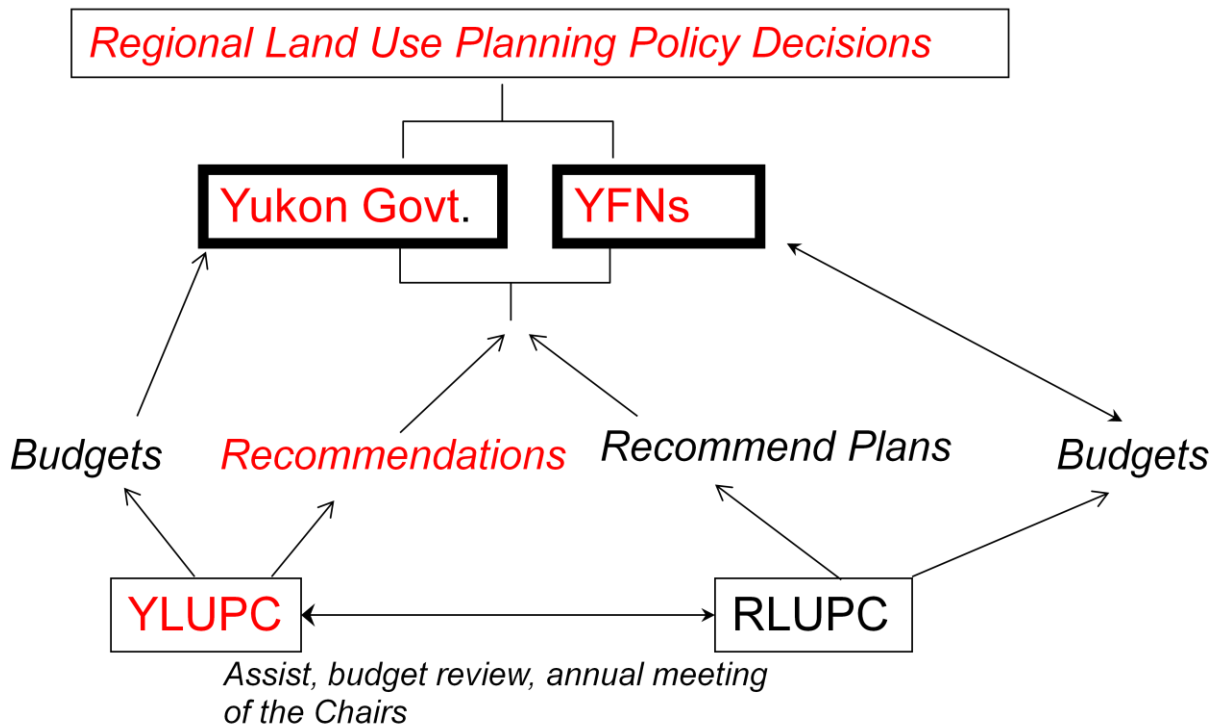 Regional Land Use Planning Policy Decisions
Yukon Govt.
YFNs
Budgets
Recommendations
Recommend Plans
Budgets
YLUPC
RLUPC
Assist, budget review, annual meeting
of the Chairs